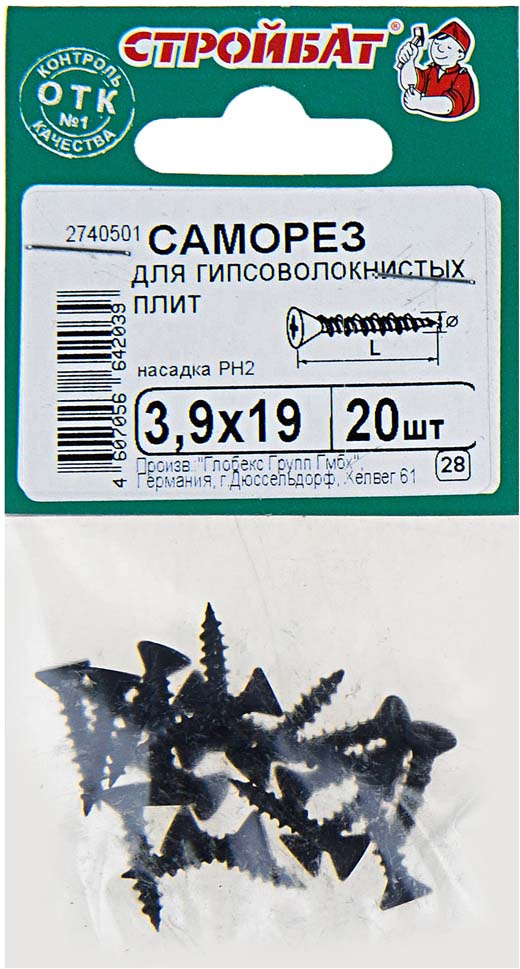 СТРОЙБАТ®
КОНТРОЛЬ
ОТК
№1
КАЧЕСТВА
2740501 САМОРЕЗ
ДЛЯ ГИПСОВОЛОКНИСТЫХ
ПЛИТ
Ø
L
насадка PH2
3,9x19 20шт
Произв. "Глобекс Групп Гмбх",
Германия, г.Дюссельдорф, Хелвег 61
28
4 607056 642039